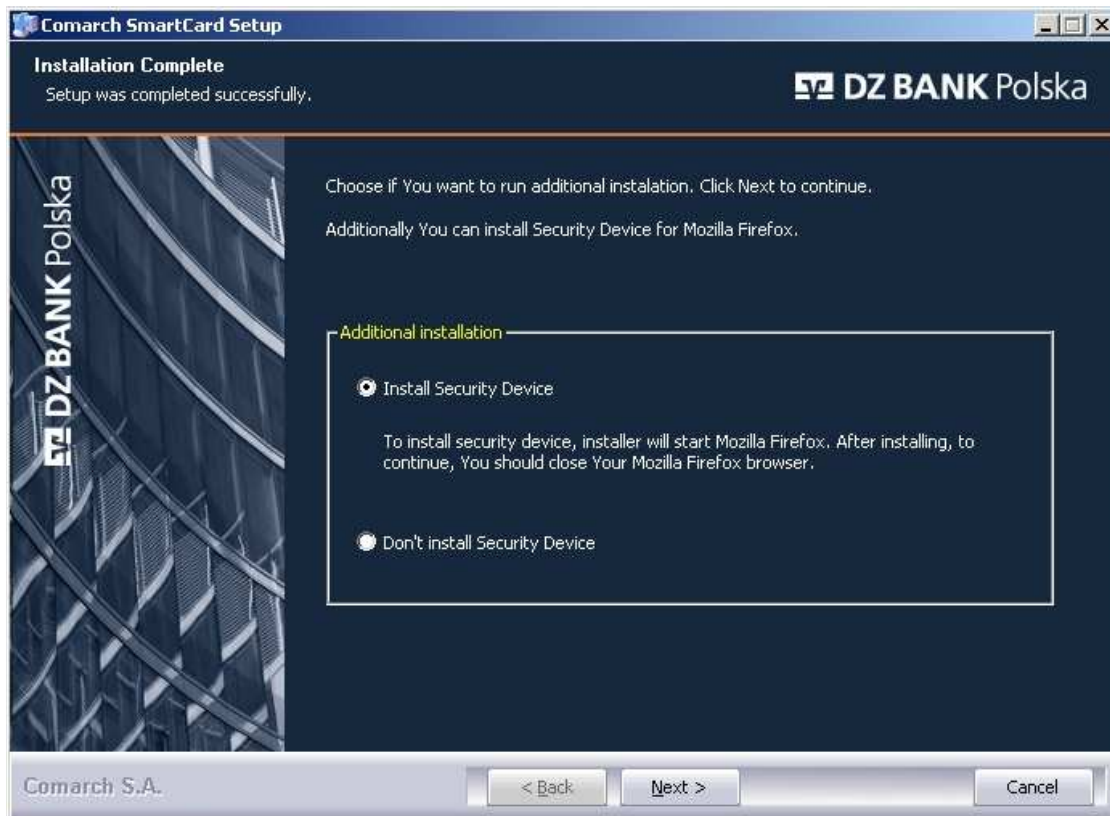 Comarch SmartCard Setup
Installation Complete
Setup was completed successfully.
DZ BANK Polska
DZ BANK Polska
Choose if You want to run additional instalation. Click Next to continue.
Additionally You can install Security Device for Mozilla Firefox.
Additional installation
Install Security Device
To install security device, installer will start Mozilla Firefox. After installing, to
continue, You should close Your Mozilla Firefox browser.
Don't install Security Device
Comarch S.A.
< Back
Next >
Cancel